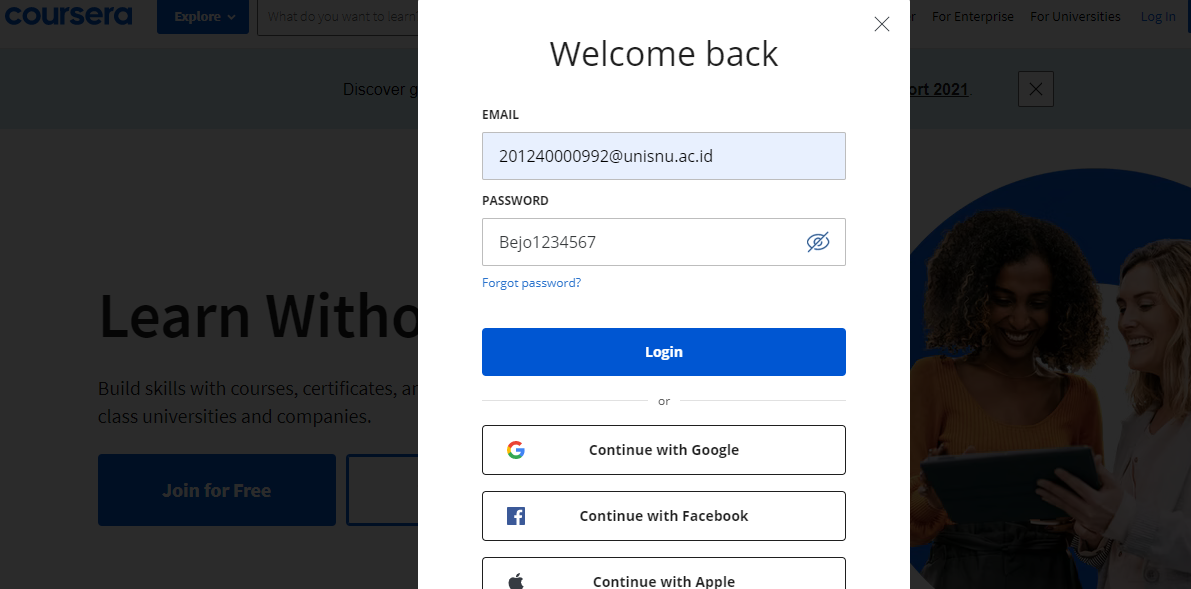 coursera
Explore
What do you want to learn
For Enterprise
For Universities
Log In
Discover g
ort 2021.
Welcome back
EMAIL
201240000992@unisnu.ac.id
PASSWORD
Bejo1234567
Forgot password?
Login
or
Continue with Google
Continue with Facebook
Continue with Apple
Learn Witho
Build skills with courses, certificates, an
class universities and companies.
Join for Free